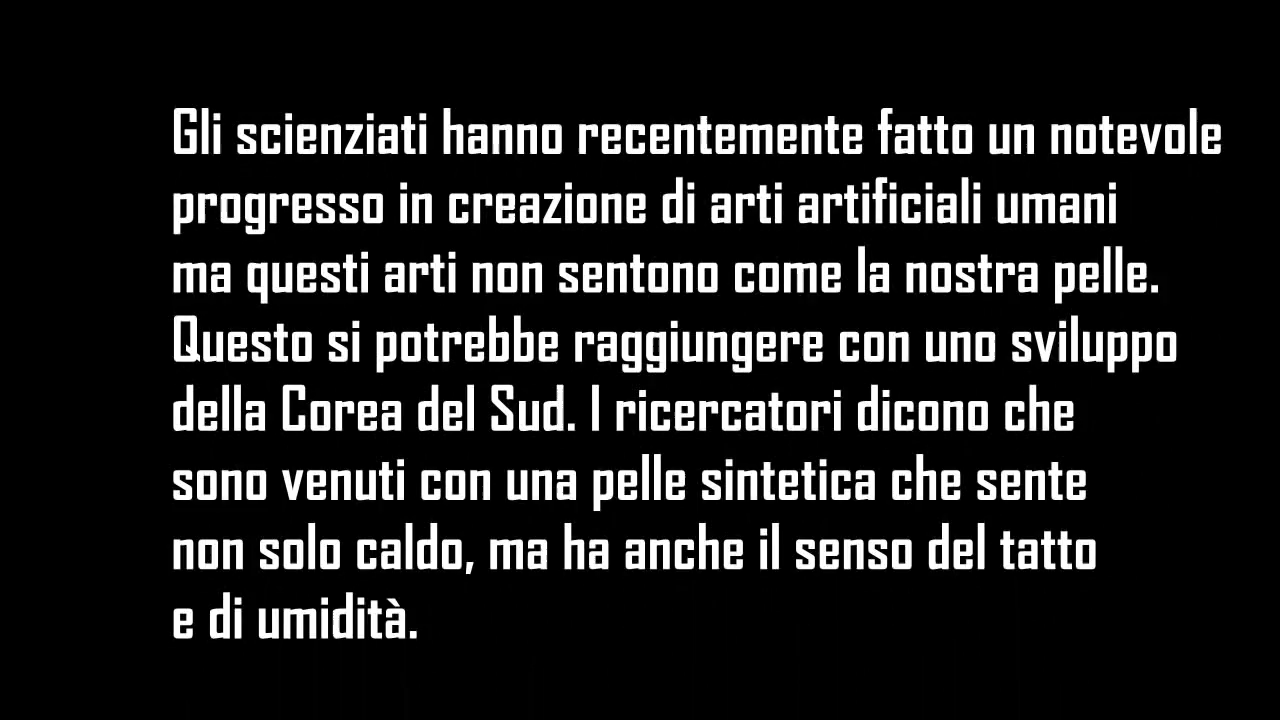 Gli scienziati hanno recentemente fatto un notevole
progresso in creazione di arti artificiali umani
ma questi arti non sentono come la nostra pelle.
Questo si potrebbe raggiungere con uno sviluppo
della Corea del Sud. I ricercatori dicono che
sono venuti con una pelle sintetica che sente
non solo caldo, ma ha anche il senso del tatto
e di umidità.